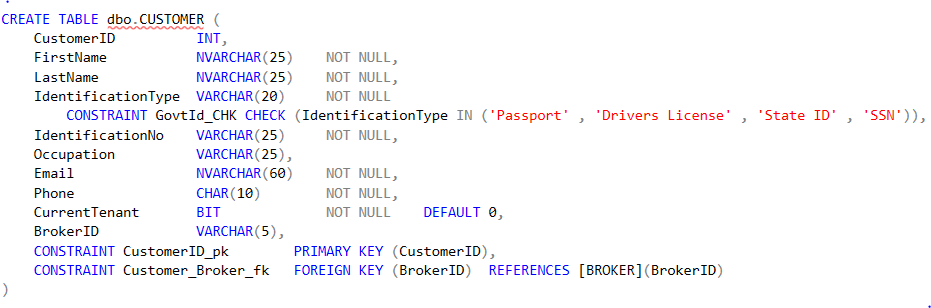 CREATE TABLE dbo.CUSTOMER (
CustomerID INT,
FirstName NVARCHAR(25) NOT NULL,
LastName NVARCHAR(25) NOT NULL,
IdentificationType VARCHAR(20) NOT NULL
CONSTRAINT GovtId_CHK CHECK (IdentificationType IN ('Passport' , 'Drivers License' , 'State ID' , 'SSN')),
IdentificationNo VARCHAR(25) NOT NULL,
Occupation VARCHAR(25),
Email NVARCHAR(60) NOT NULL,
Phone CHAR(10) NOT NULL,
CurrentTenant BIT NOT NULL DEFAULT 0,
BrokerID VARCHAR(5),
CONSTRAINT CustomerID_pk PRIMARY KEY (CustomerID),
CONSTRAINT Customer_Broker_fk FOREIGN KEY (BrokerID) REFERENCES [BROKER](BrokerID)
)